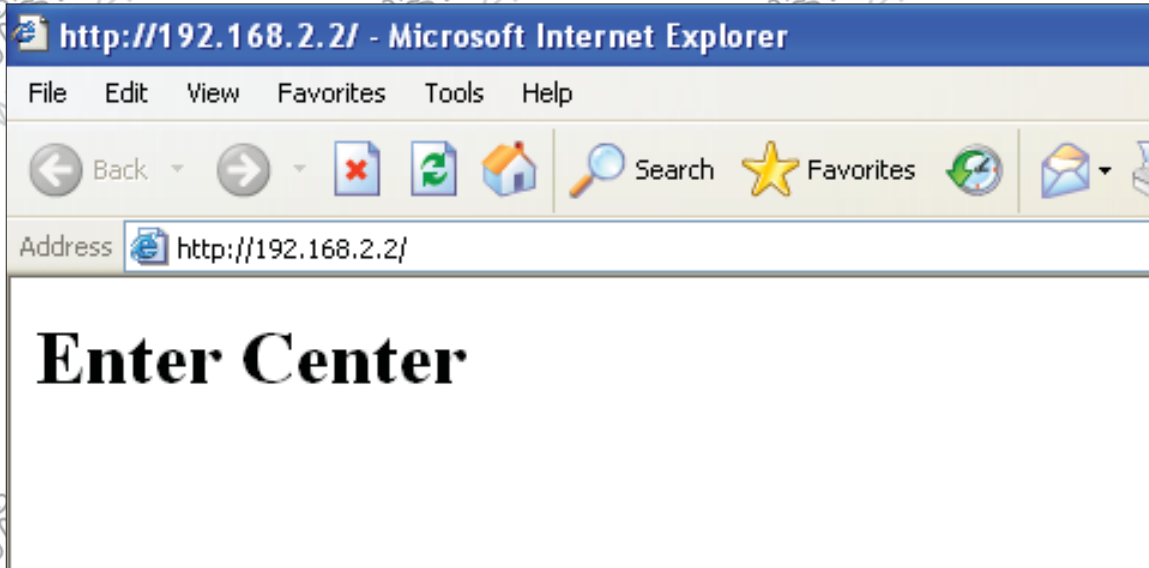 http://192.168.2.2/ - Microsoft Internet Explorer
File Edit View Favorites Tools Help
Back Search Favorites
Address http://192.168.2.2/
Enter Center